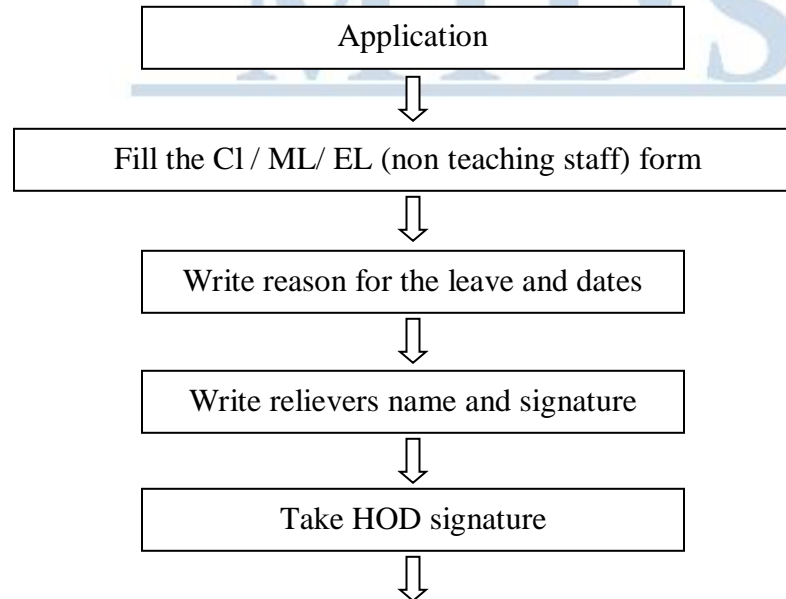 Application
Fill the Cl / ML/ EL (non teaching staff) form
Write reason for the leave and dates
Write relievers name and signature
Take HOD signature